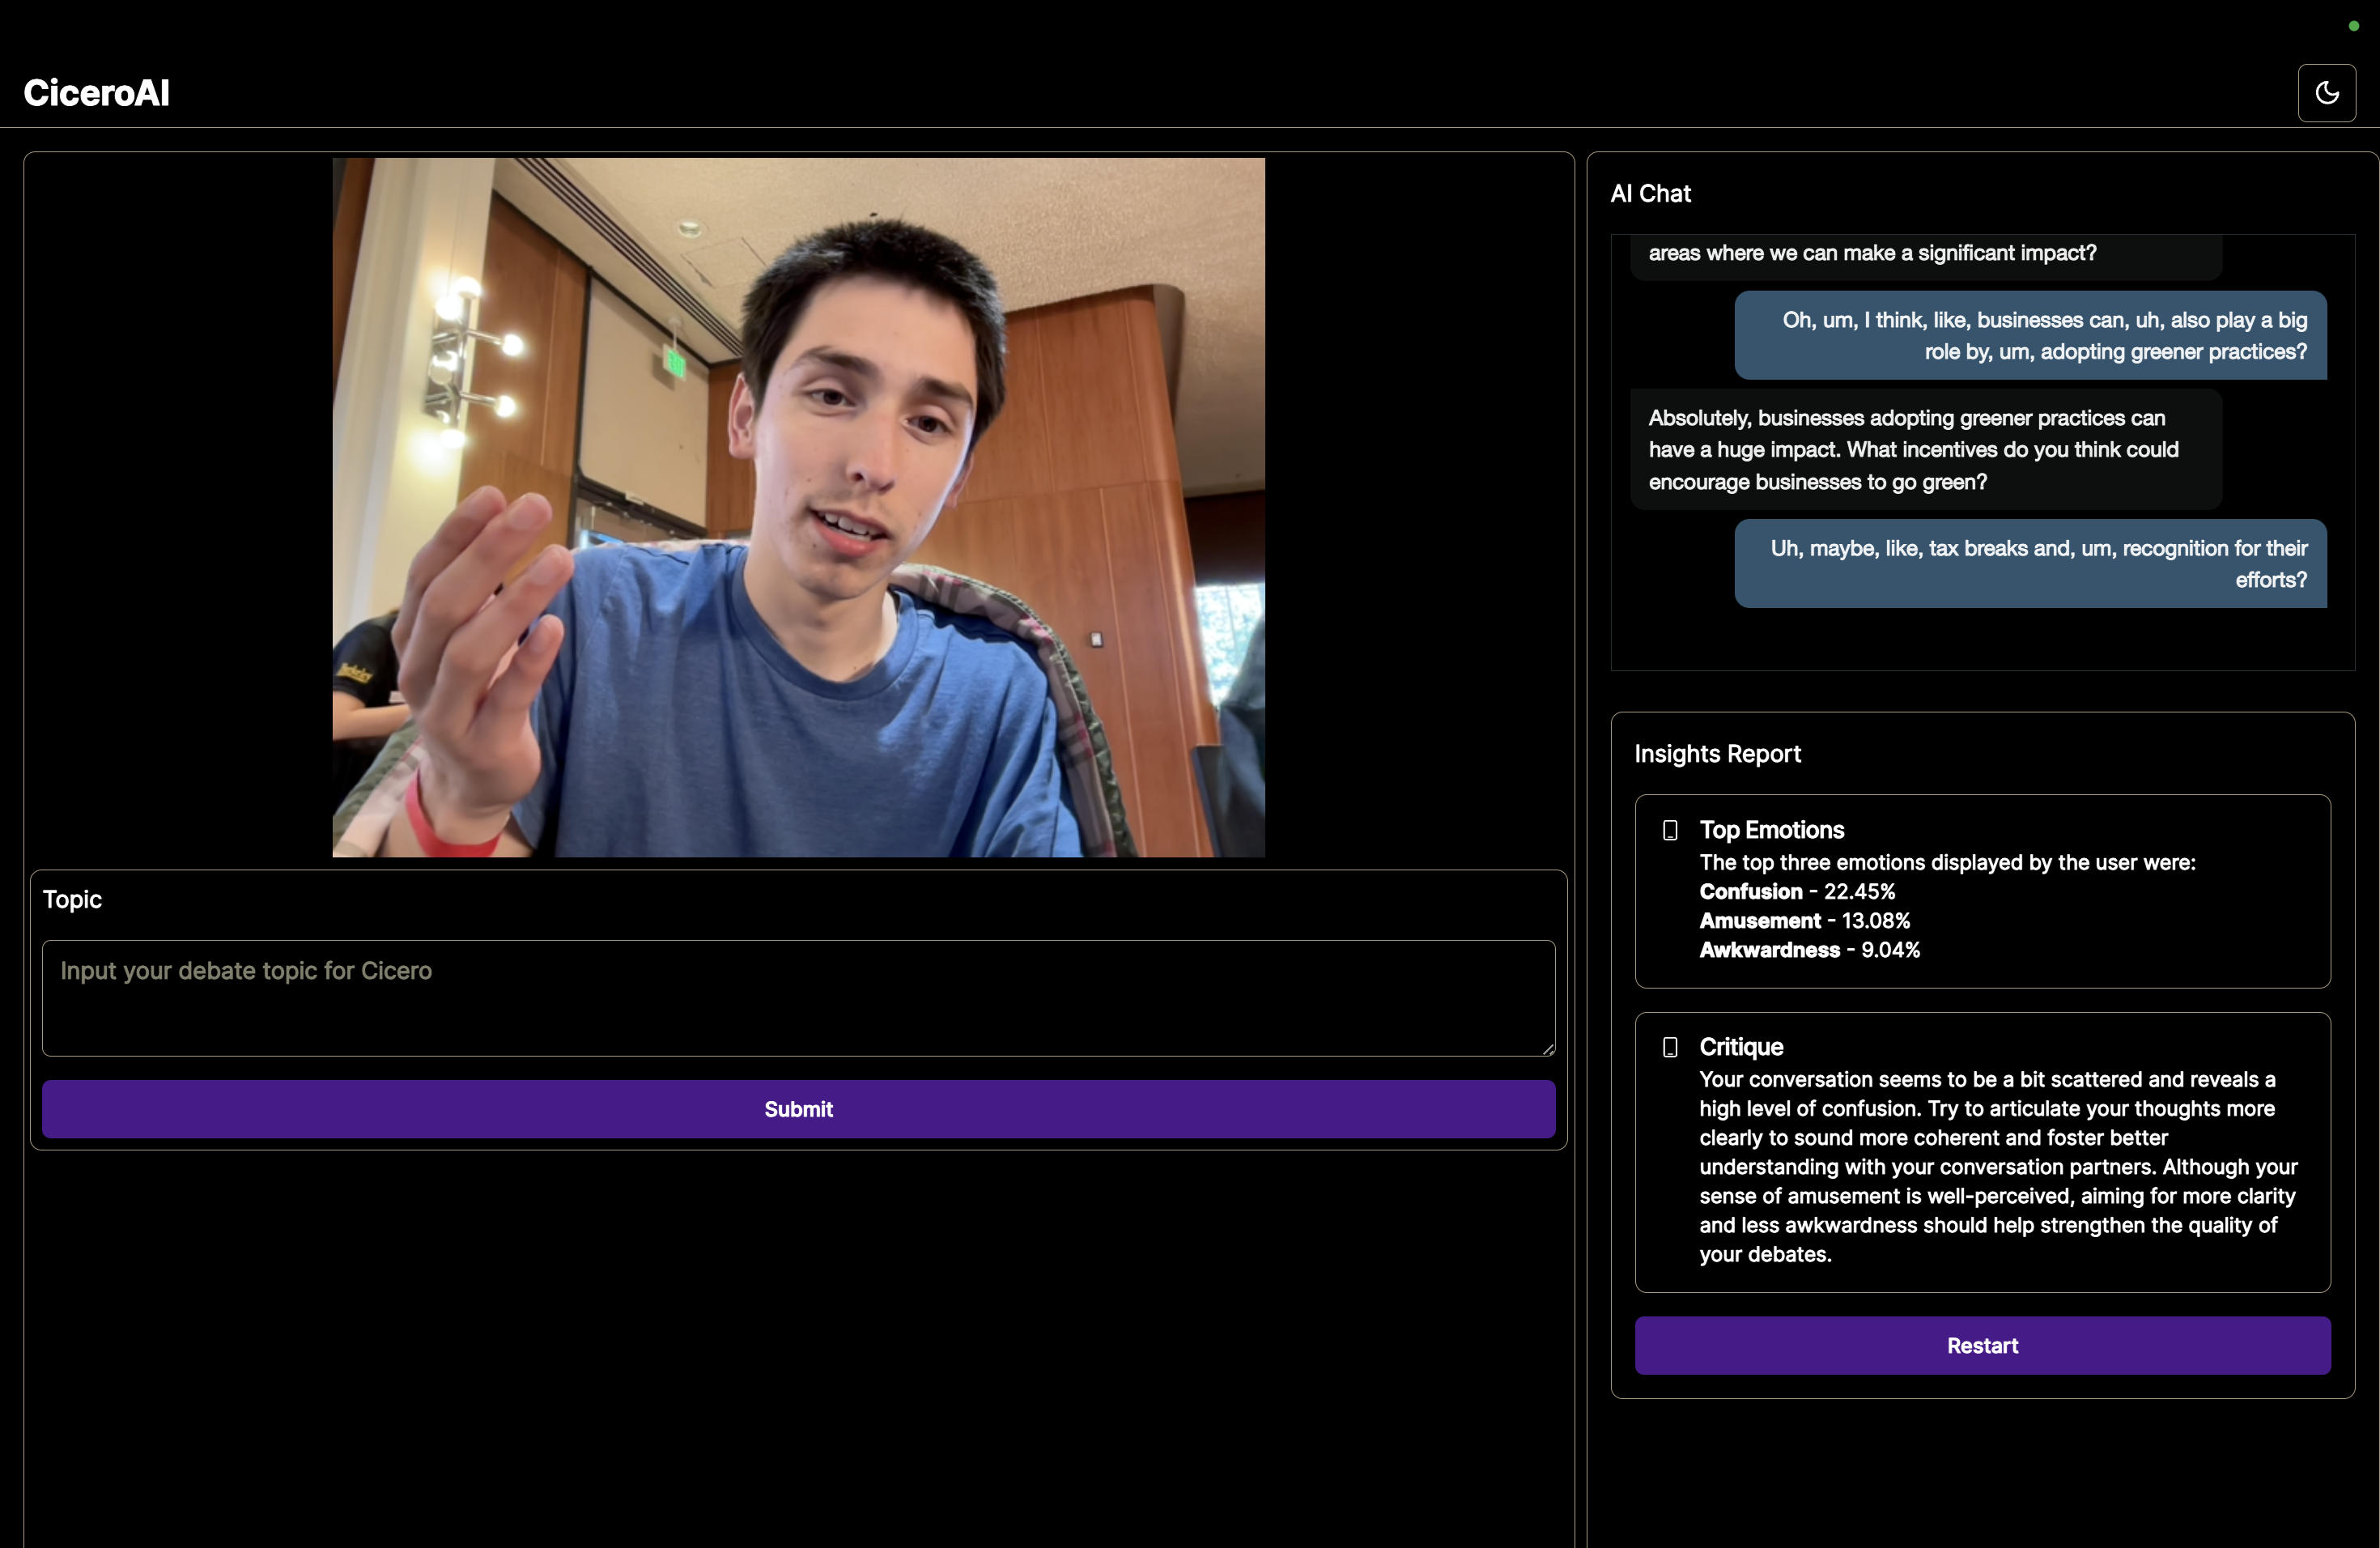 CiceroAI
Berkeley
Topic
Input your debate topic for Cicero
Submit
AI Chat
areas where we can make a significant impact?
Oh, um, I think, like, businesses can, uh, also play a big
role by, um, adopting greener practices?
Absolutely, businesses adopting greener practices can
have a huge impact. What incentives do you think could
encourage businesses to go green?
Uh, maybe, like, tax breaks and, um, recognition for their
efforts?
Insights Report
Top Emotions
The top three emotions displayed by the user were:
Confusion - 22.45%
Amusement - 13.08%
Awkwardness - 9.04%
Critique
Your conversation seems to be a bit scattered and reveals a
high level of confusion. Try to articulate your thoughts more
clearly to sound more coherent and foster better
understanding with your conversation partners. Although your
sense of amusement is well-perceived, aiming for more clarity
and less awkwardness should help strengthen the quality of
your debates.
Restart